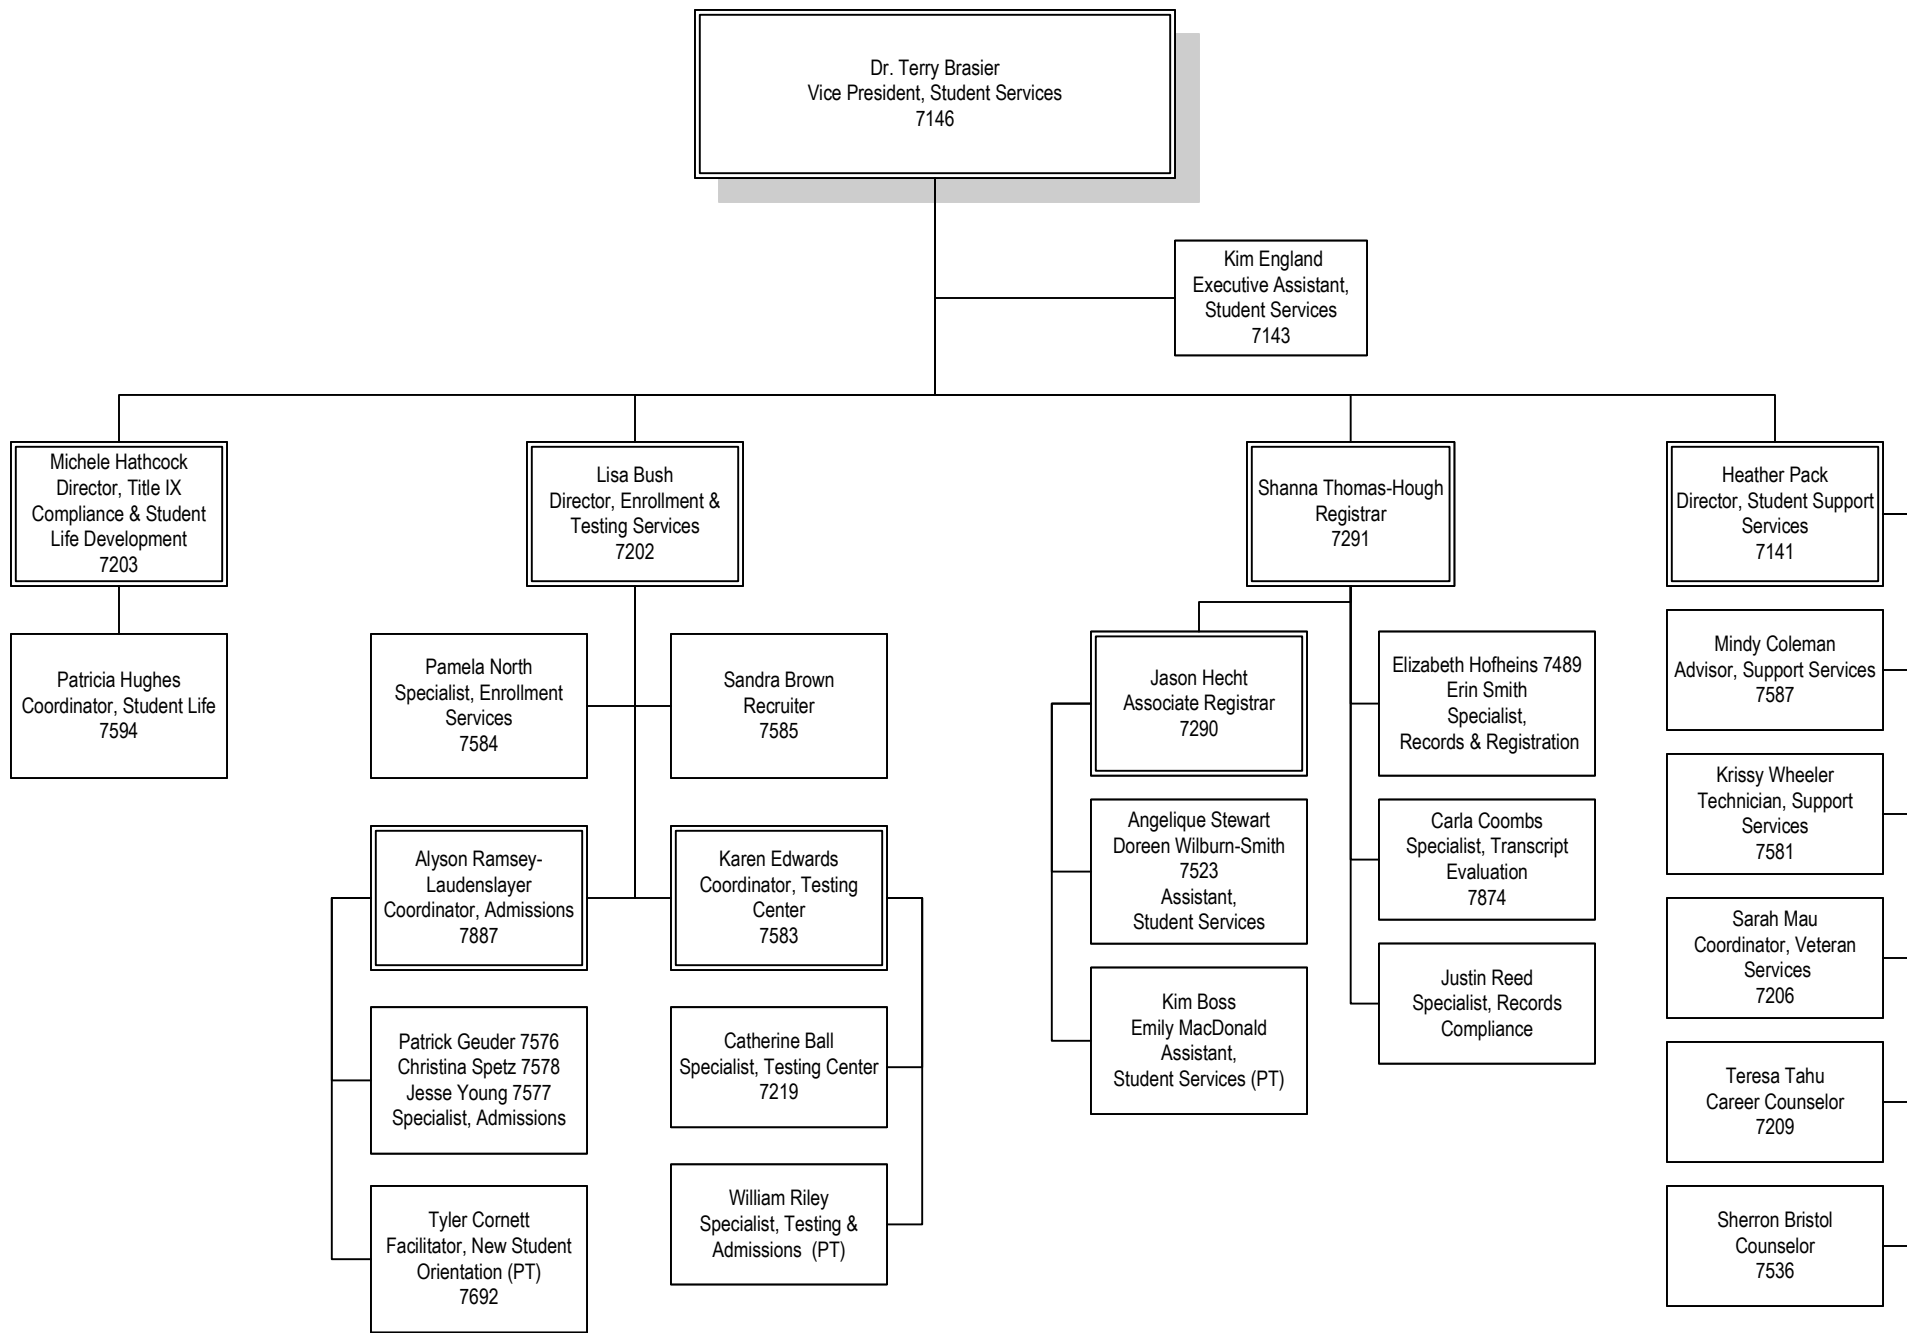 Dr. Terry Brasier
Vice President, Student Services
7146
Kim England
Executive Assistant,
Student Services
7143
Michele Hathcock
Director, Title IX
Compliance & Student
Life Development
7203
Lisa Bush
Director, Enrollment &
Testing Services
7202
Shanna Thomas-Hough
Registrar
7291
Heather Pack
Director, Student Support
Services
7141
Patricia Hughes
Coordinator, Student Life
7594
Pamela North
Specialist, Enrollment
Services
7584
Sandra Brown
Recruiter
7585
Alyson Ramsey-
Laudenslayer
Coordinator, Admissions
7887
Karen Edwards
Coordinator, Testing
Center
7583
Patrick Geuder 7576
Christina Spetz 7578
Jesse Young 7577
Specialist, Admissions
Catherine Ball
Specialist, Testing Center
7219
Tyler Cornett
Facilitator, New Student
Orientation (PT)
7692
William Riley
Specialist, Testing &
Admissions  (PT)
Jason Hecht
Associate Registrar
7290
Elizabeth Hofheins 7489
Erin Smith
Specialist,
Records & Registration
Angelique Stewart
Doreen Wilburn-Smith
7523
Assistant,
Student Services
Carla Coombs
Specialist, Transcript
Evaluation
7874
Kim Boss
Emily MacDonald
Assistant,
Student Services (PT)
Justin Reed
Specialist, Records
Compliance
Mindy Coleman
Advisor, Support Services
7587
Krissy Wheeler
Technician, Support
Services
7581
Sarah Mau
Coordinator, Veteran
Services
7206
Teresa Tahu
Career Counselor
7209
Sherron Bristol
Counselor
7536